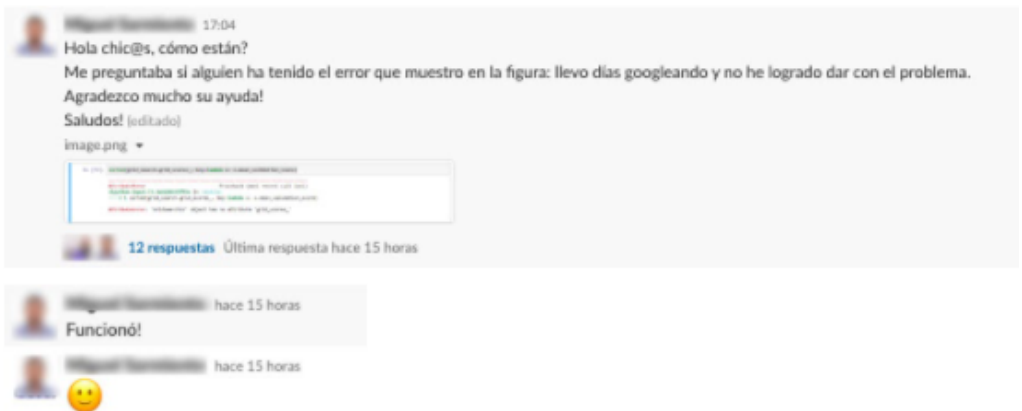 17:04
Hola chic@s, cómo están?
Me preguntaba si alguien ha tenido el error que muestro en la figura: llevo días googleando y no he logrado dar con el problema.
Agradezco mucho su ayuda!
Saludos! (editado)
image.png
12 respuestas Última respuesta hace 15 horas
hace 15 horas
Funcionó!
hace 15 horas